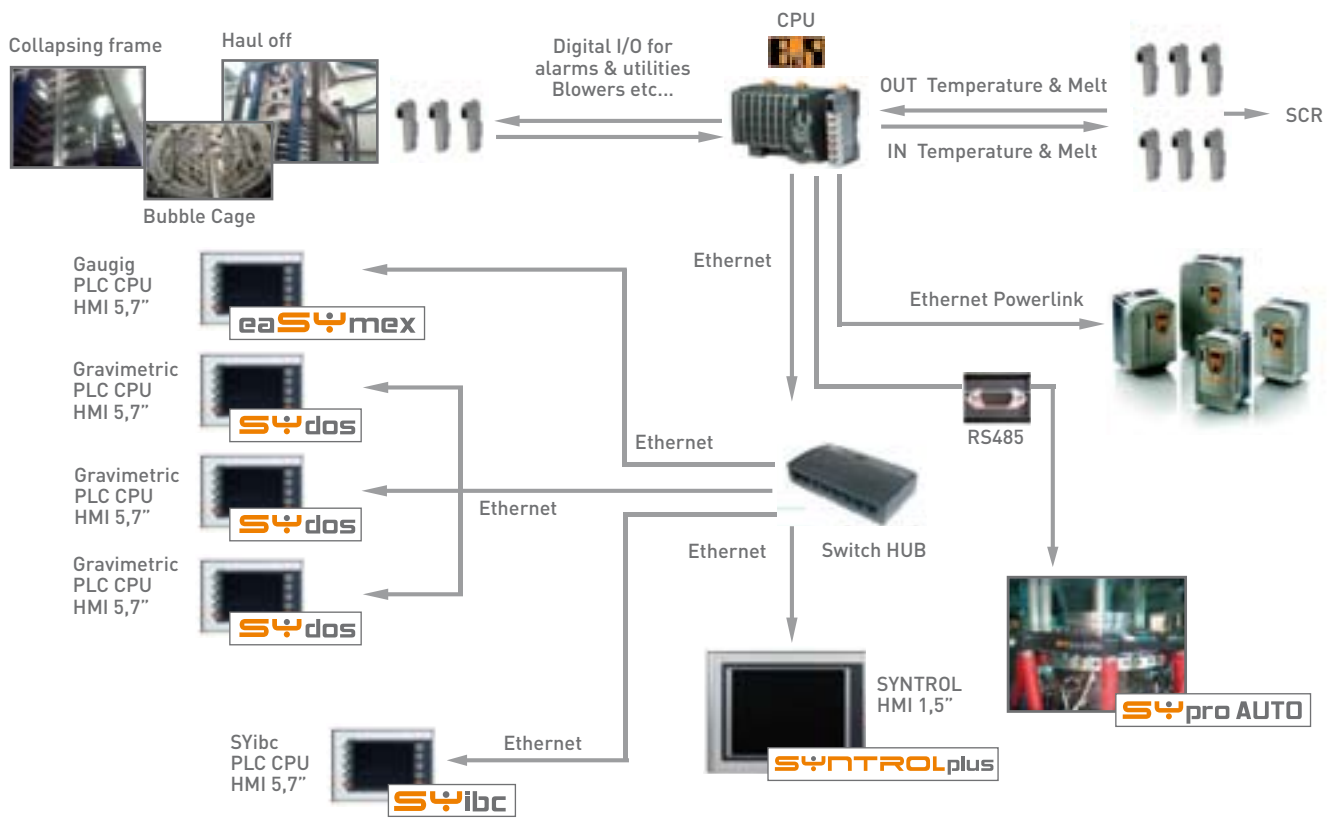 CPU
Collapsing frame
Haul off
Bubble Cage
Digital I/O for
alarms & utilities
Blowers etc...
OUT Temperature & Melt
IN Temperature & Melt
SCR
Ethernet
Ethernet Powerlink
RS485
Gaugig
PLC CPU
HMI 5,7”
eaSYmex
Gravimetric
PLC CPU
HMI 5,7”
SYdos
Gravimetric
PLC CPU
HMI 5,7”
SYdos
Gravimetric
PLC CPU
HMI 5,7”
SYdos
Ethernet
Ethernet
Ethernet
Switch HUB
SYNTROL
HMI 1,5”
SYNTROLplus
SYpro AUTO
SYibc
PLC CPU
HMI 5,7”
Ethernet
SYibc